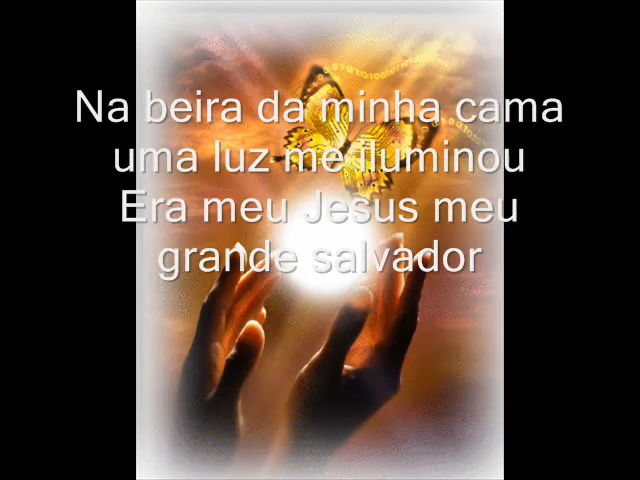 Na beira da minha cama
uma luz me iluminou
Era meu Jesus meu
grande salvador